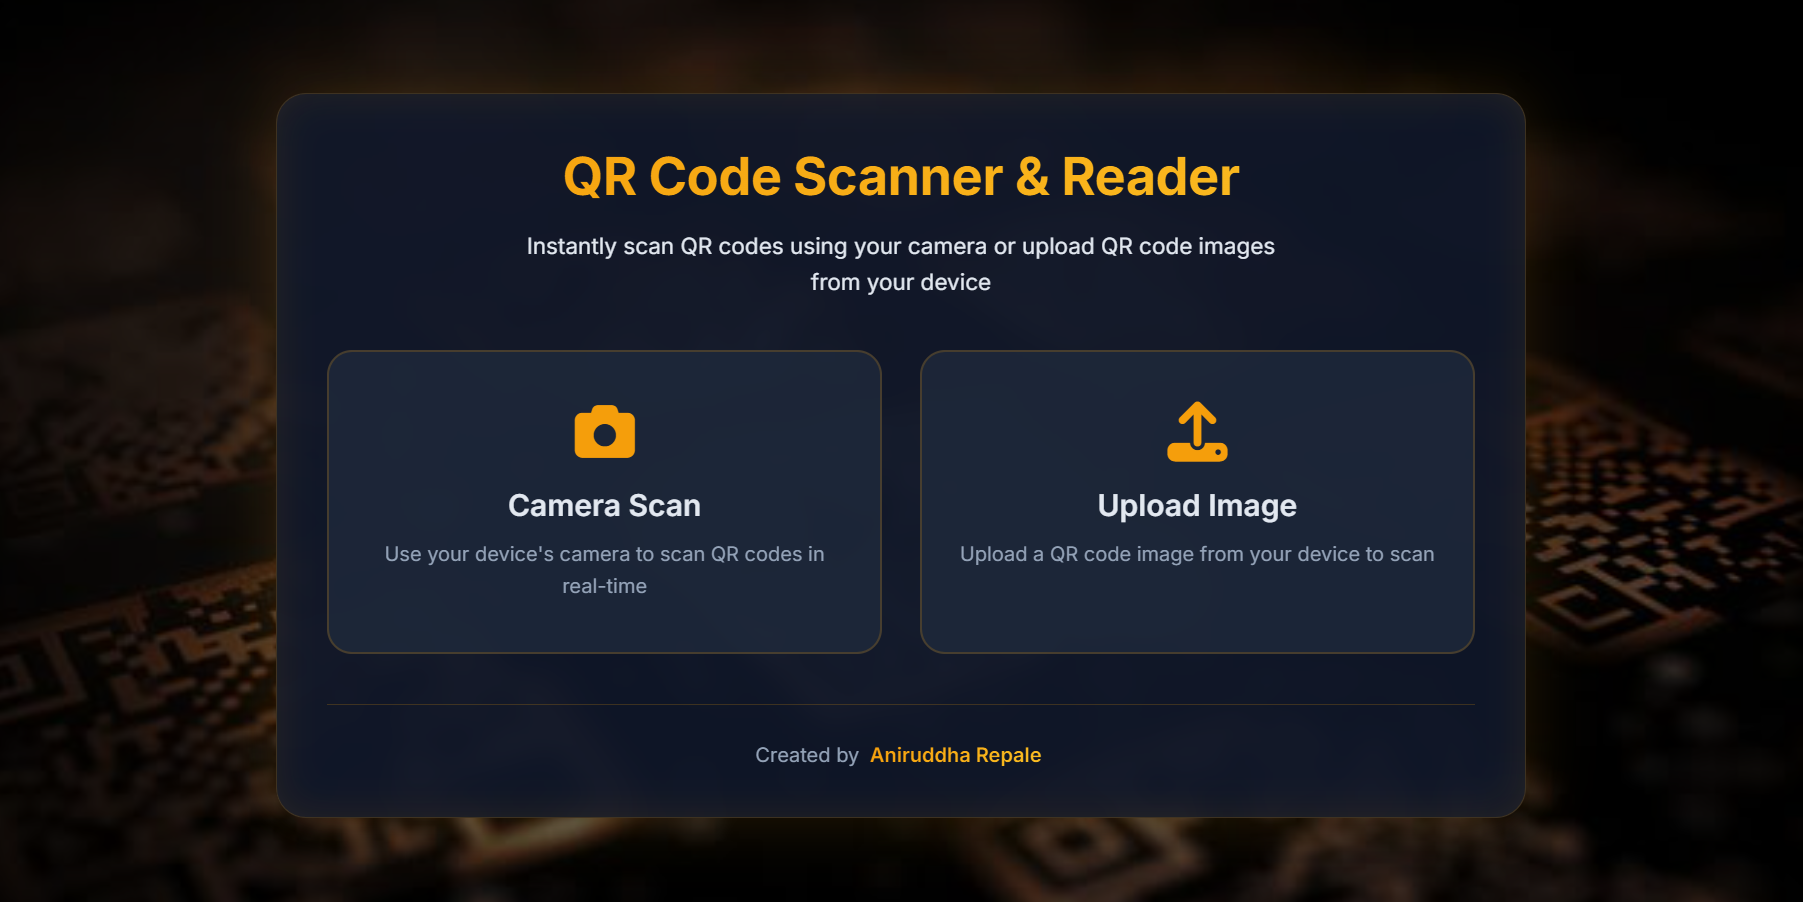 QR Code Scanner & Reader
Instantly scan QR codes using your camera or upload QR code images
from your device
Camera Scan
Use your device's camera to scan QR codes in
real-time
Upload Image
Upload a QR code image from your device to scan
Created by Aniruddha Repale